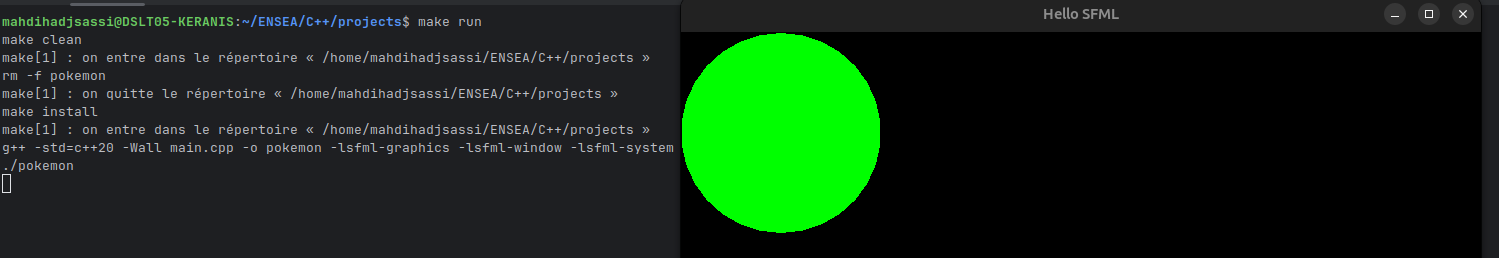 mahdihadjsassi@DSLT05-KERANIS:~/ENSEA/C++/projects$ make run
make clean
make[1] : on entre dans le répertoire « /home/mahdihadjsassi/ENSEA/C++/projects »
rm -f pokemon
make[1] : on quitte le répertoire « /home/mahdihadjsassi/ENSEA/C++/projects »
make install
make[1] : on entre dans le répertoire « /home/mahdihadjsassi/ENSEA/C++/projects »
g++ -std=c++20 -Wall main.cpp -o pokemon -lsfml-graphics -lsfml-window -lsfml-system
./pokemon
Hello SFML